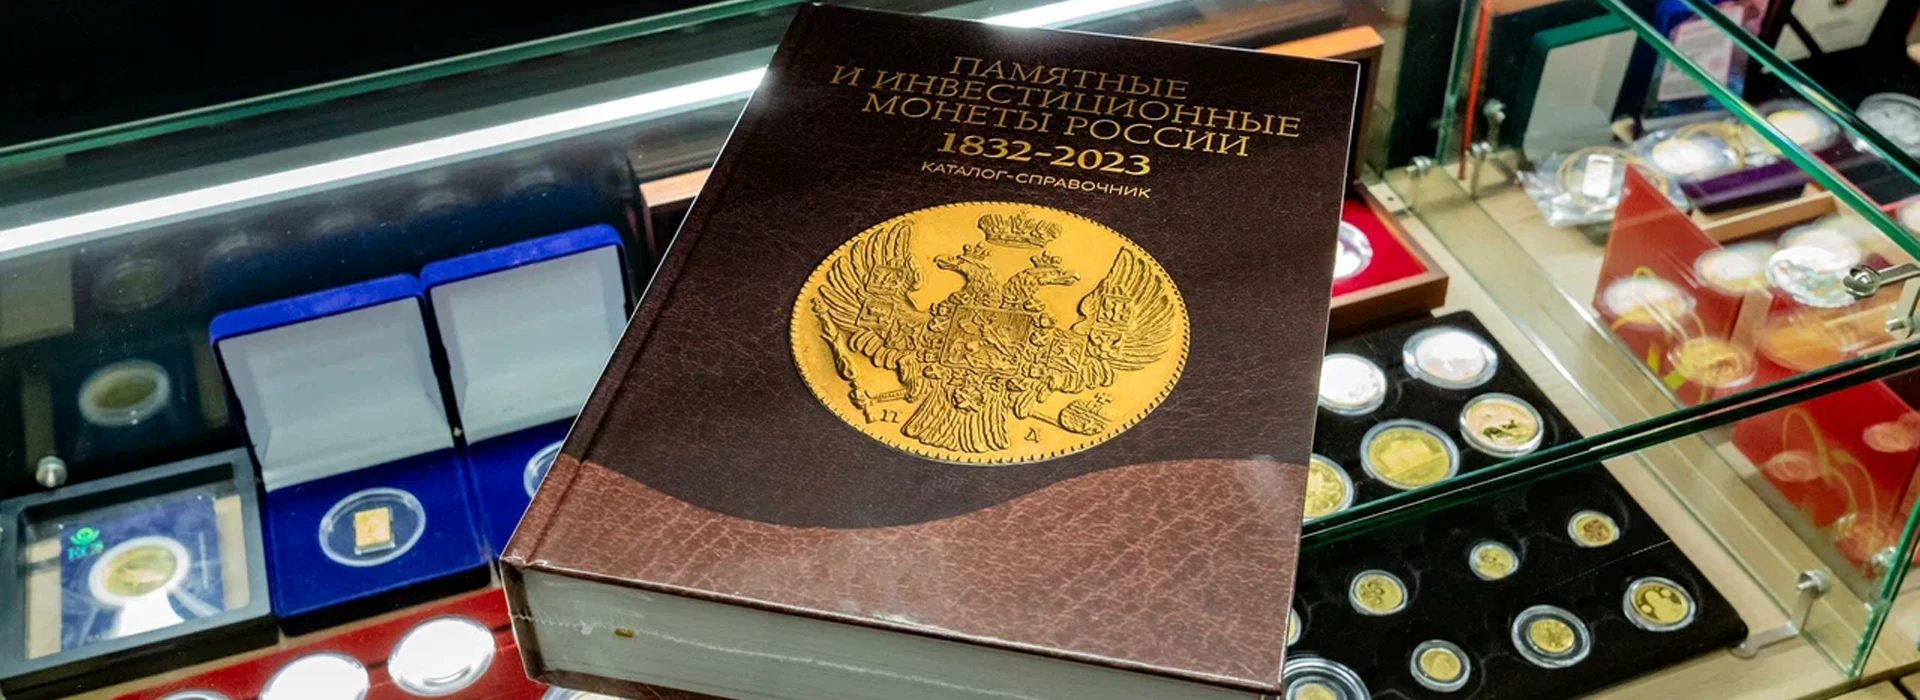 ПАМЯТНЫЕ
И ИНВЕСТИЦИОННЫЕ
МОНЕТЫ РОССИИ
1832-2023
КАТАЛОГ-СПРАВОЧНИК
П Д